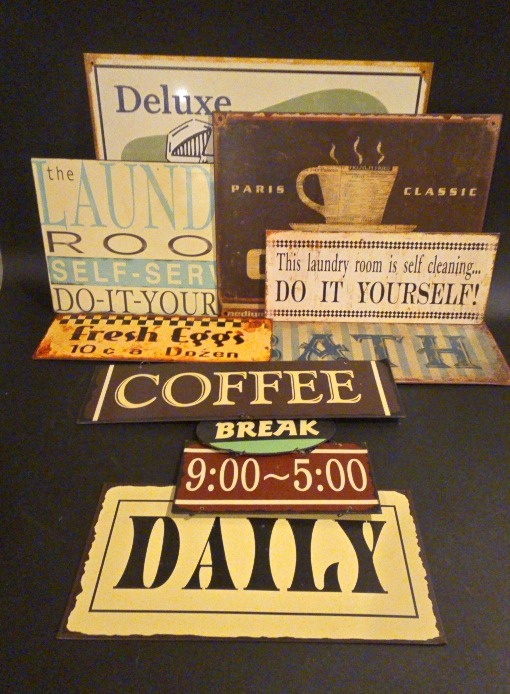 Deluxe
PARIS CLASSIC
the
LAUND
ROO
SELF-SERV
DO-IT-YOUR
This laundry room is self cleaning...
DO IT YOURSELF!
Fresh Eggs
10¢ a Dozen
BATH
COFFEE
BREAK
9:00~5:00
DAILY